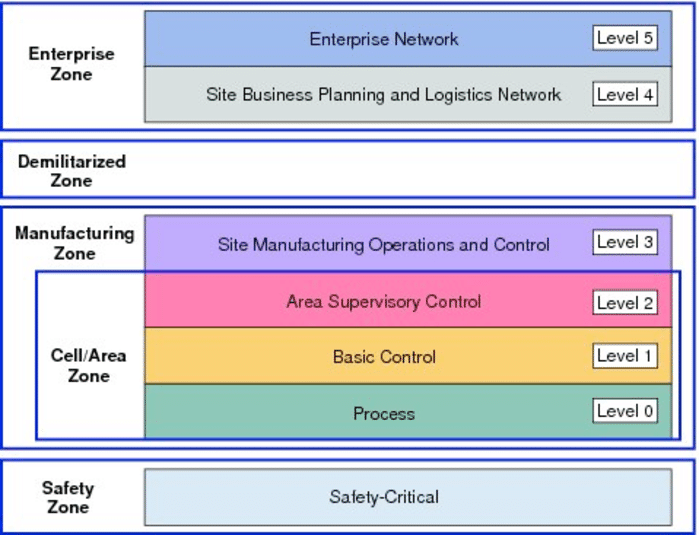 Enterprise
Zone
Enterprise Network
Level 5
Site Business Planning and Logistics Network
Level 4
Demilitarized
Zone
Manufacturing
Zone
Site Manufacturing Operations and Control
Level 3
Cell/Area
Zone
Area Supervisory Control
Level 2
Basic Control
Level 1
Process
Level 0
Safety
Zone
Safety-Critical